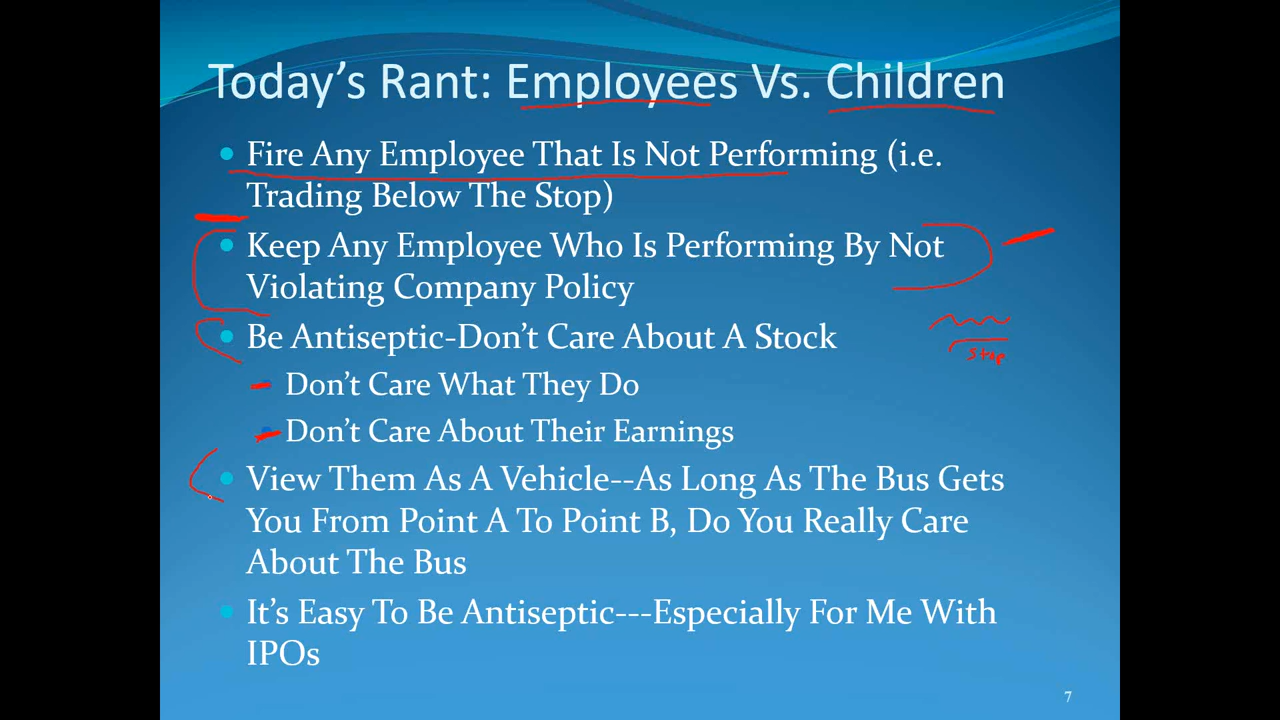 Today's Rant: Employees Vs. Children
Fire Any Employee That Is Not Performing (i.e.
Trading Below The Stop)
Keep Any Employee Who Is Performing By Not
Violating Company Policy
Be Antiseptic-Don't Care About A Stock
Stop
Don't Care What They Do
Don't Care About Their Earnings
View Them As A Vehicle--As Long As The Bus Gets
You From Point A To Point B, Do You Really Care
About The Bus
It's Easy To Be Antiseptic---Especially For Me With
IPOs
7